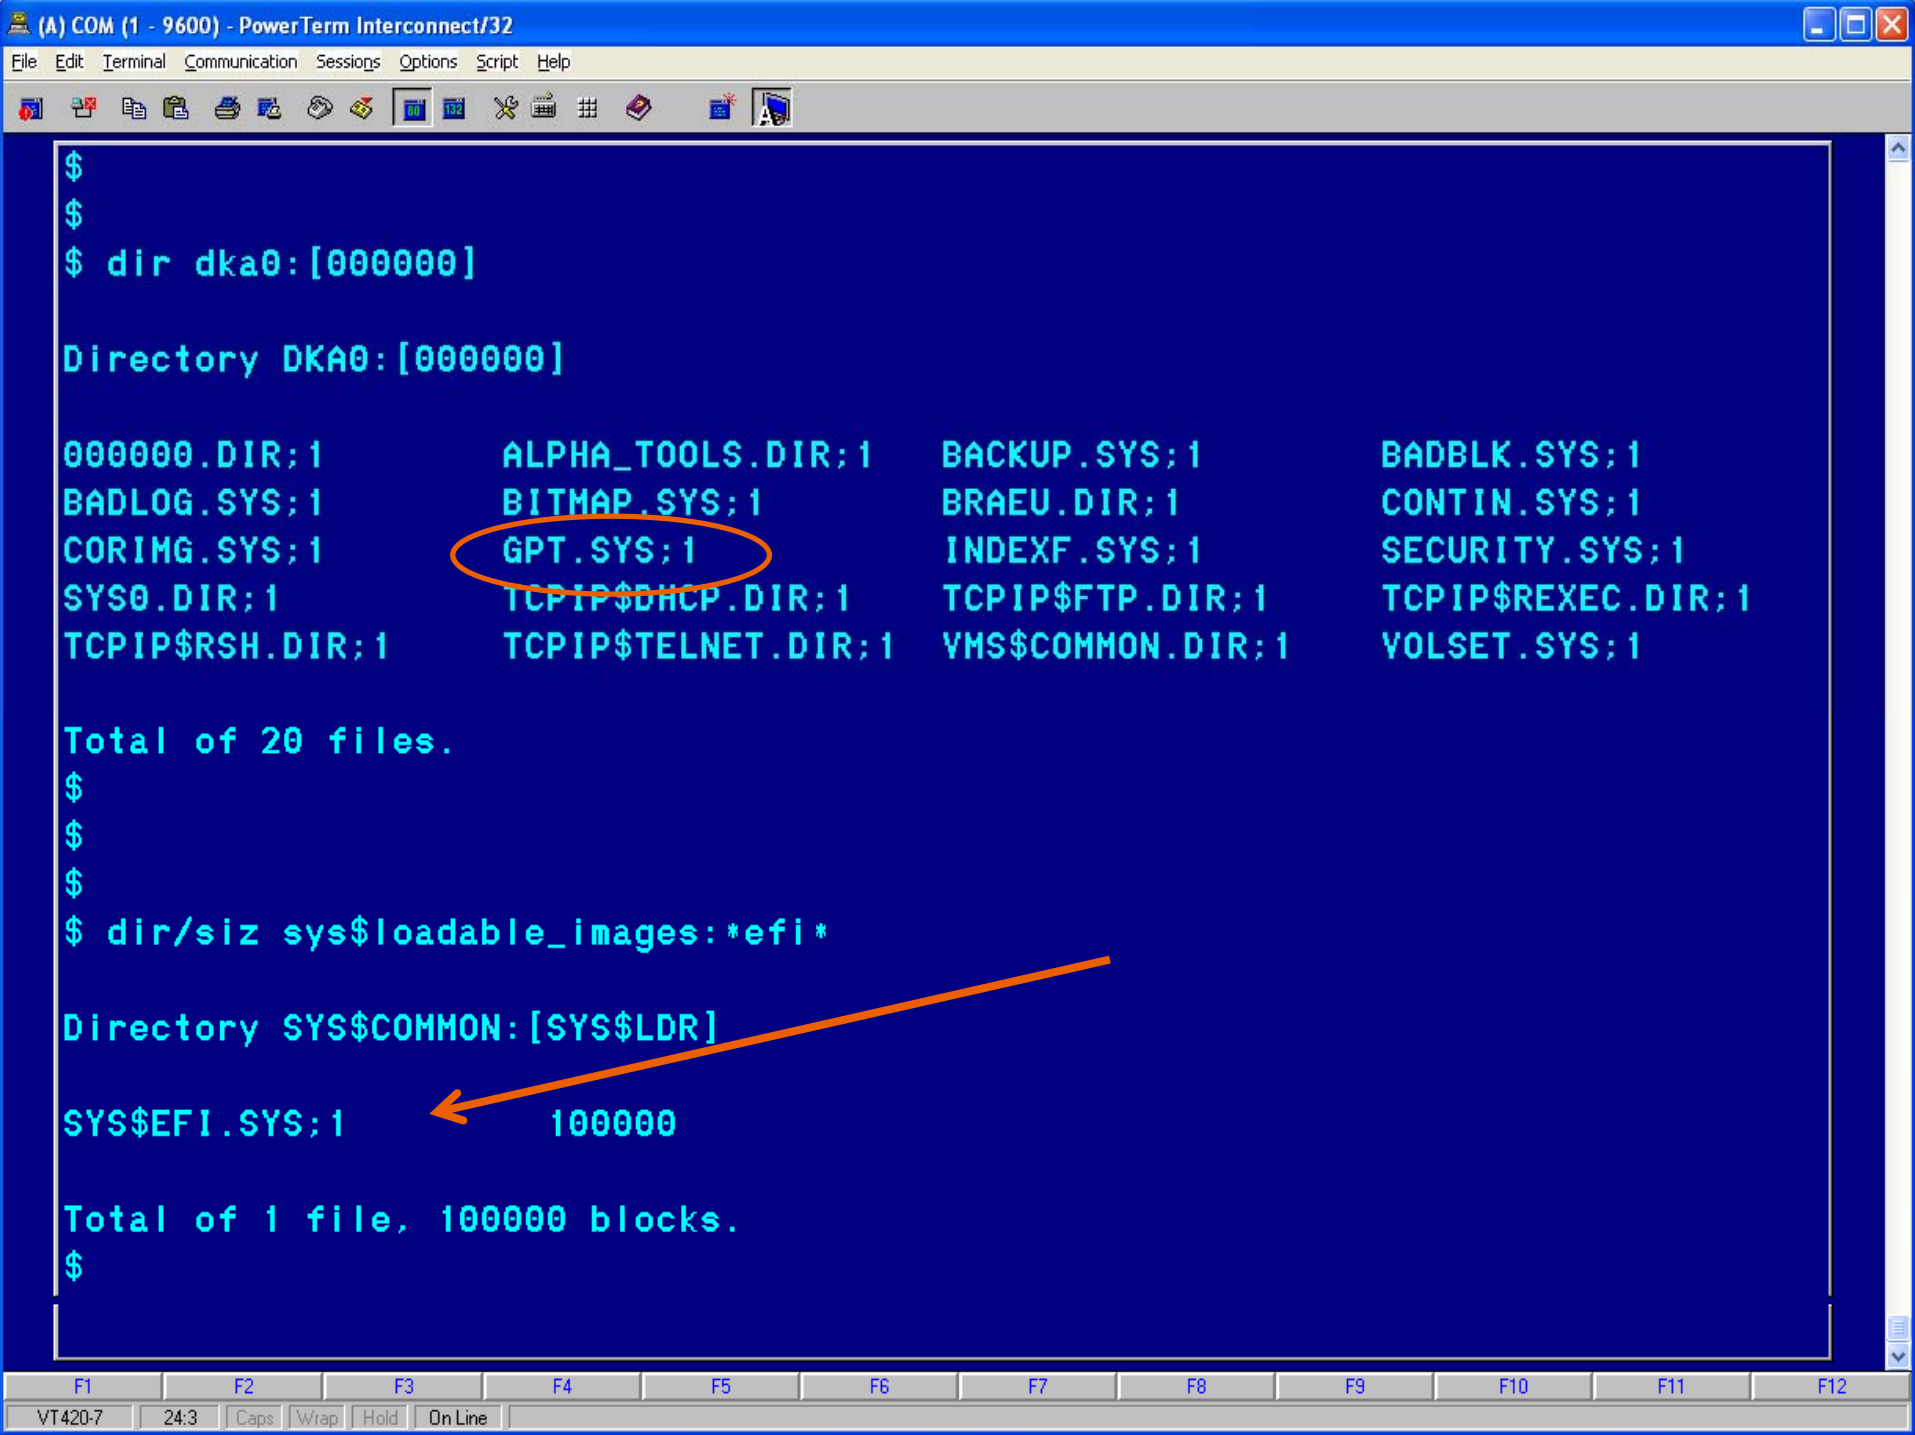 (A) COM (1 - 9600) - PowerTerm Interconnect/32
File Edit Terminal Communication Sessions Options Script Help
80 132
$
$
$ dir dka0:[000000]
Directory DKA0:[000000]
000000.DIR;1 ALPHA_TOOLS.DIR;1 BACKUP.SYS;1 BADBLK.SYS;1
BADLOG.SYS;1 BITMAP.SYS;1 BRAEU.DIR;1 CONTIN.SYS;1
CORIMG.SYS;1 GPT.SYS;1 INDEXF.SYS;1 SECURITY.SYS;1
SYS0.DIR;1 TCPIP$DHCP.DIR;1 TCPIP$FTP.DIR;1 TCPIP$REXEC.DIR;1
TCPIP$RSH.DIR;1 TCPIP$TELNET.DIR;1 VMS$COMMON.DIR;1 VOLSET.SYS;1
Total of 20 files.
$
$
$
$ dir/siz sys$loadable_images:*efi*
Directory SYS$COMMON:[SYS$LDR]
SYS$EFI.SYS;1 100000
Total of 1 file, 100000 blocks.
$
F1 F2 F3 F4 F5 F6 F7 F8 F9 F10 F11 F12
VT420-7 24:3 Caps Wrap Hold On Line